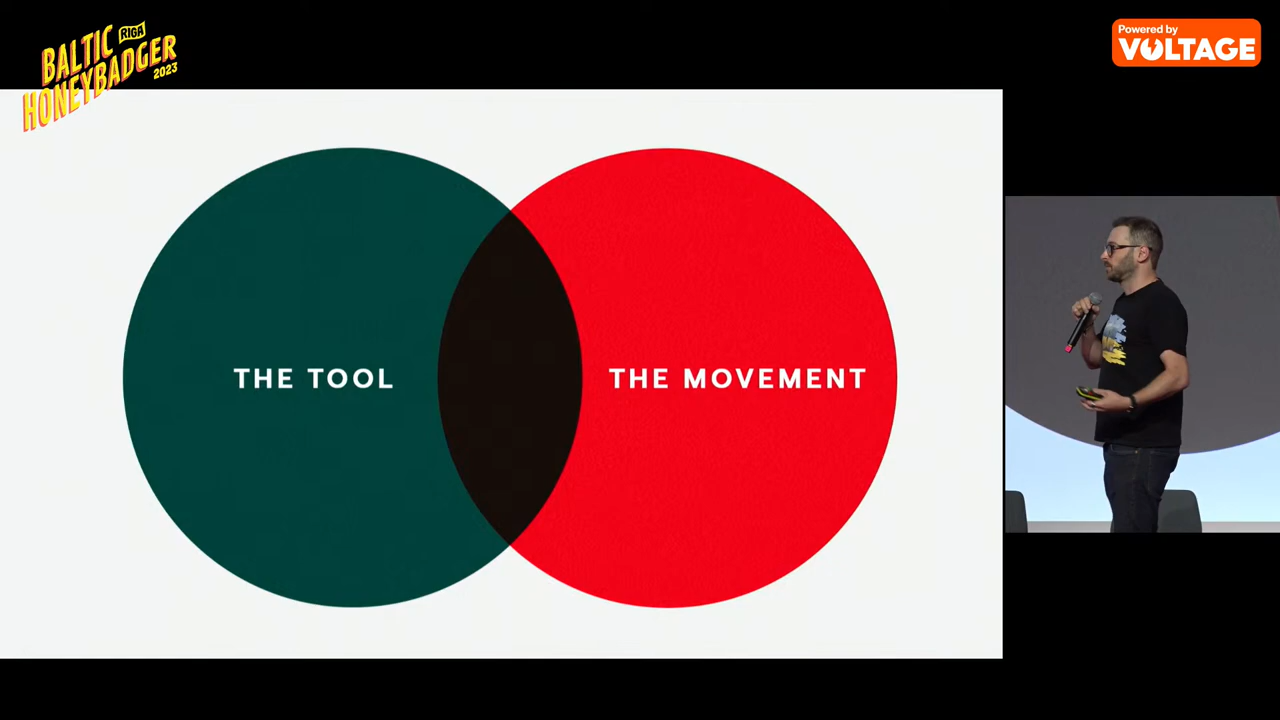 BALTIC
RIGA
HONEYBADGER
2023
Powered by
VOLTAGE
THE TOOL
THE MOVEMENT